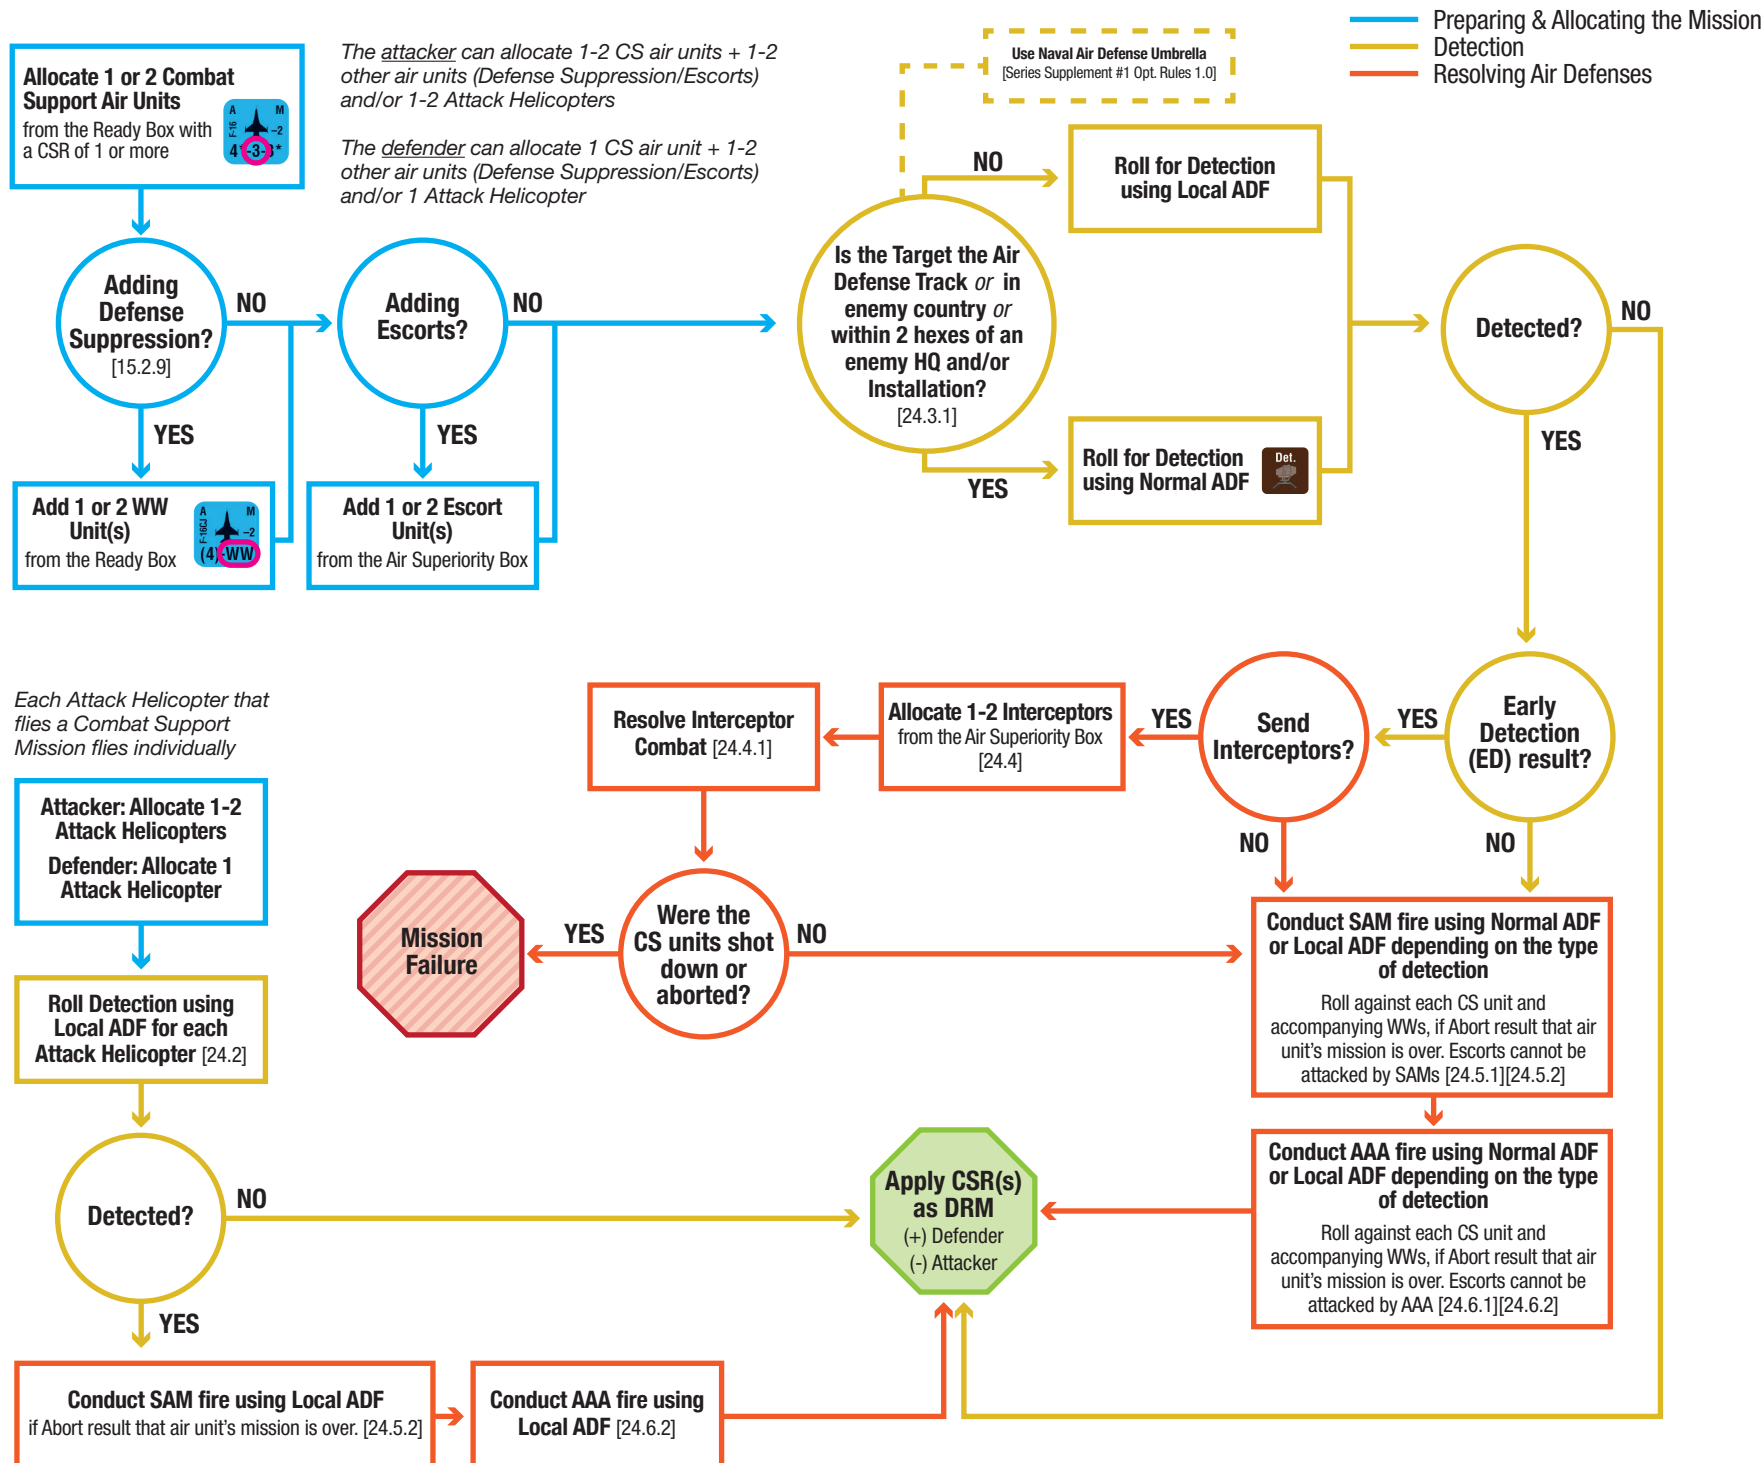 Preparing & Allocating the Mission
Detection
Resolving Air Defenses
Allocate 1 or 2 Combat
Support Air Units
from the Ready Box with
a CSR of 1 or more
A M
F-16
-2
4*-3-3*
The attacker can allocate 1-2 CS air units + 1-2
other air units (Defense Suppression/Escorts)
and/or 1-2 Attack Helicopters
The defender can allocate 1 CS air unit + 1-2
other air units (Defense Suppression/Escorts)
and/or 1 Attack Helicopter
Use Naval Air Defense Umbrella
[Series Supplement #1 Opt. Rules 1.0]
Adding
Defense
Suppression?
[15.2.9]
NO
YES
Adding
Escorts?
NO
YES
Add 1 or 2 WW
Unit(s)
from the Ready Box
A M
F-16CJ
-2
(4)-WW
Add 1 or 2 Escort
Unit(s)
from the Air Superiority Box
Is the Target the Air
Defense Track or in
enemy country or
within 2 hexes of an
enemy HQ and/or
Installation?
[24.3.1]
NO
YES
Roll for Detection
using Local ADF
Roll for Detection
using Normal ADF
Det.
Detected?
NO
YES
Early
Detection
(ED) result?
YES
NO
Send
Interceptors?
YES
NO
Allocate 1-2 Interceptors
from the Air Superiority Box
[24.4]
Resolve Interceptor
Combat [24.4.1]
Were the
CS units shot
down or
aborted?
YES
NO
Mission
Failure
Conduct SAM fire using Normal ADF
or Local ADF depending on the type
of detection
Roll against each CS unit and
accompanying WWs, if Abort result that air
unit's mission is over. Escorts cannot be
attacked by SAMs [24.5.1][24.5.2]
Conduct AAA fire using Normal ADF
or Local ADF depending on the type
of detection
Roll against each CS unit and
accompanying WWs, if Abort result that air
unit's mission is over. Escorts cannot be
attacked by AAA [24.6.1][24.6.2]
Apply CSR(s)
as DRM
(+) Defender
(-) Attacker
Each Attack Helicopter that
flies a Combat Support
Mission flies individually
Attacker: Allocate 1-2
Attack Helicopters
Defender: Allocate 1
Attack Helicopter
Roll Detection using
Local ADF for each
Attack Helicopter [24.2]
Detected?
NO
YES
Conduct SAM fire using Local ADF
if Abort result that air unit's mission is over. [24.5.2]
Conduct AAA fire using
Local ADF [24.6.2]